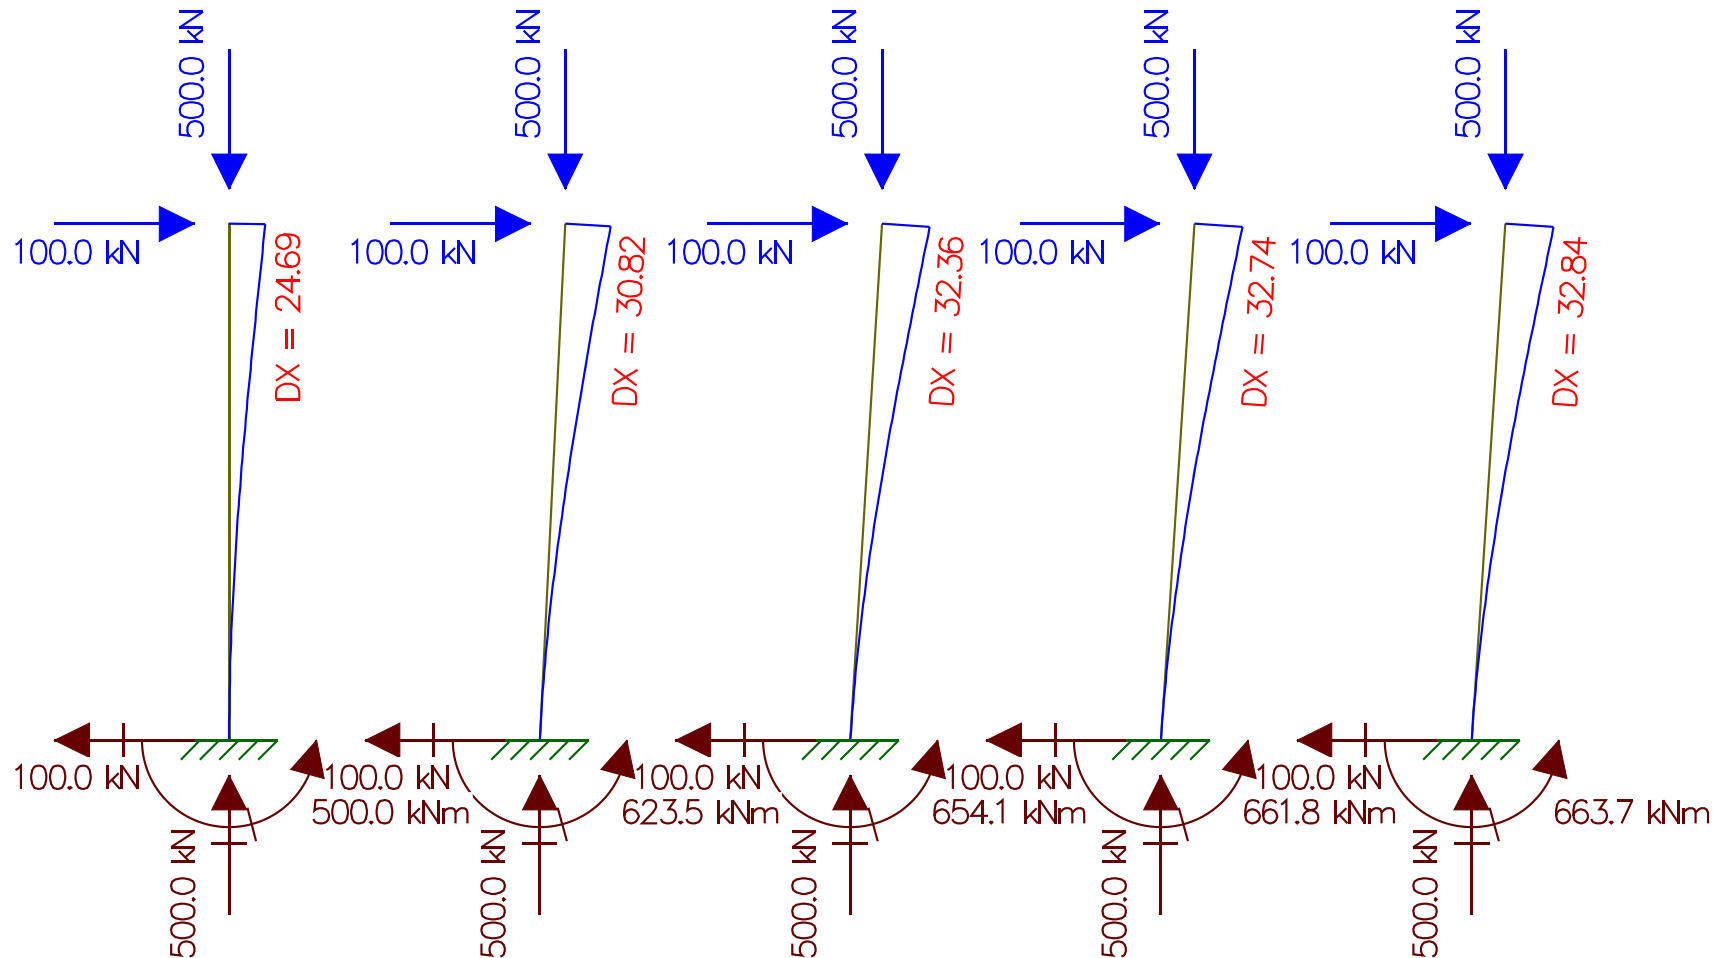 500.0 kN
500.0 kN
500.0 kN
500.0 kN
500.0 kN
100.0 kN
100.0 kN
100.0 kN
100.0 kN
100.0 kN
DX = 24.69
DX = 30.82
DX = 32.36
DX = 32.74
DX = 32.84
100.0 kN
100.0 kN
100.0 kN
100.0 kN
100.0 kN
500.0 kNm
623.5 kNm
654.1 kNm
661.8 kNm
663.7 kNm
500.0 kN
500.0 kN
500.0 kN
500.0 kN
500.0 kN